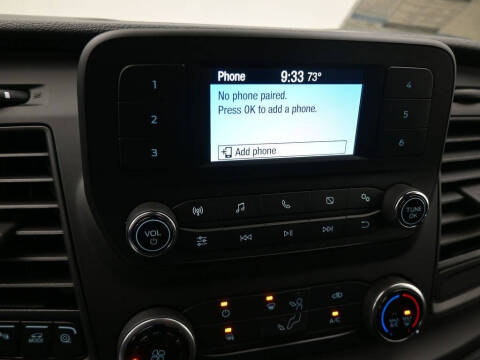 Phone 9:33 73°
1
No phone paired.
Press OK to add a phone.
4
2
5
3
Add phone
6
VOL
TUNE
OK
A/C
MODE